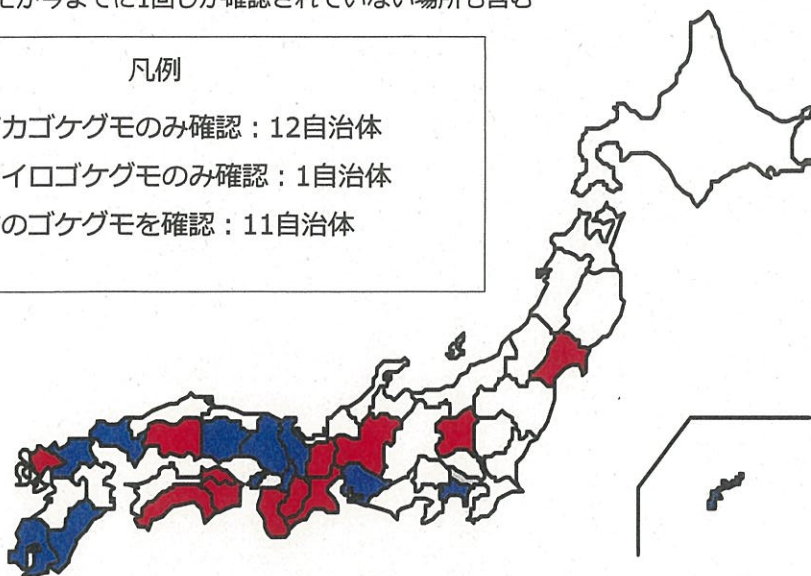 が今までに1回しか確認されていない場所も含む
凡例
カゴケグモのみ確認：12自治体
イロゴケグモのみ確認：1自治体
のゴケグモを確認：11自治体